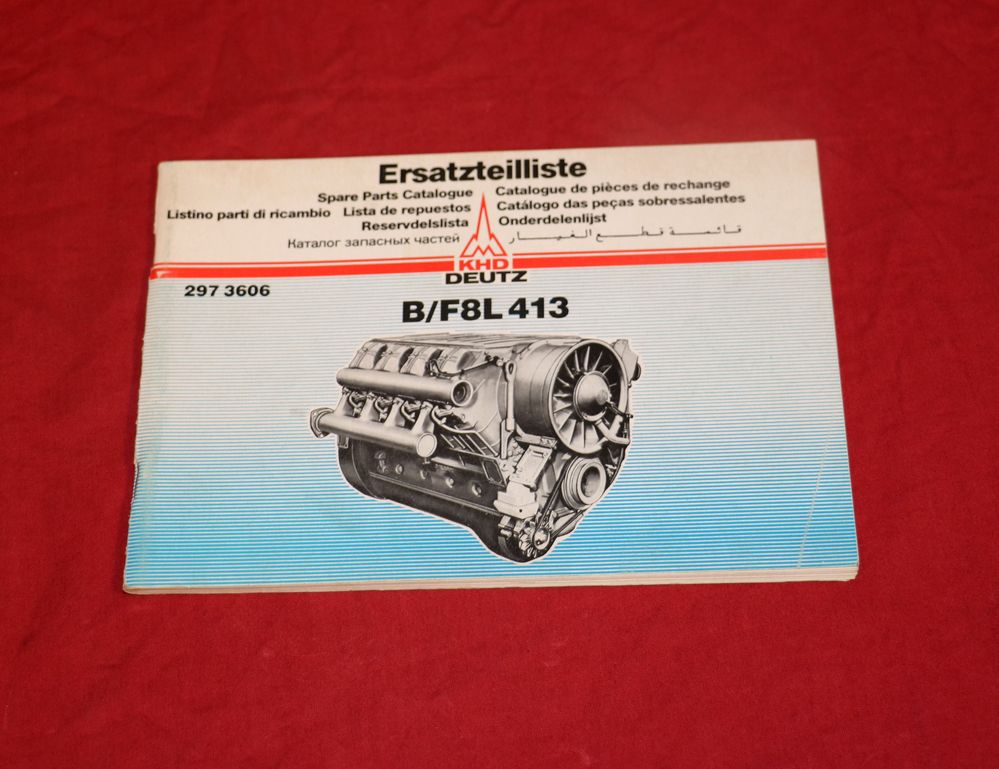 Ersatzteilliste
Spare Parts Catalogue
Catalogue de pièces de rechange
Listino parti di ricambio
Lista de repuestos
Catálogo das peças sobressalentes
Reservdelslista
Onderdelenlijst
Каталог запасных частей
قائمة قطع الغيار
KHD
DEUTZ
297 3606
B/F8L 413